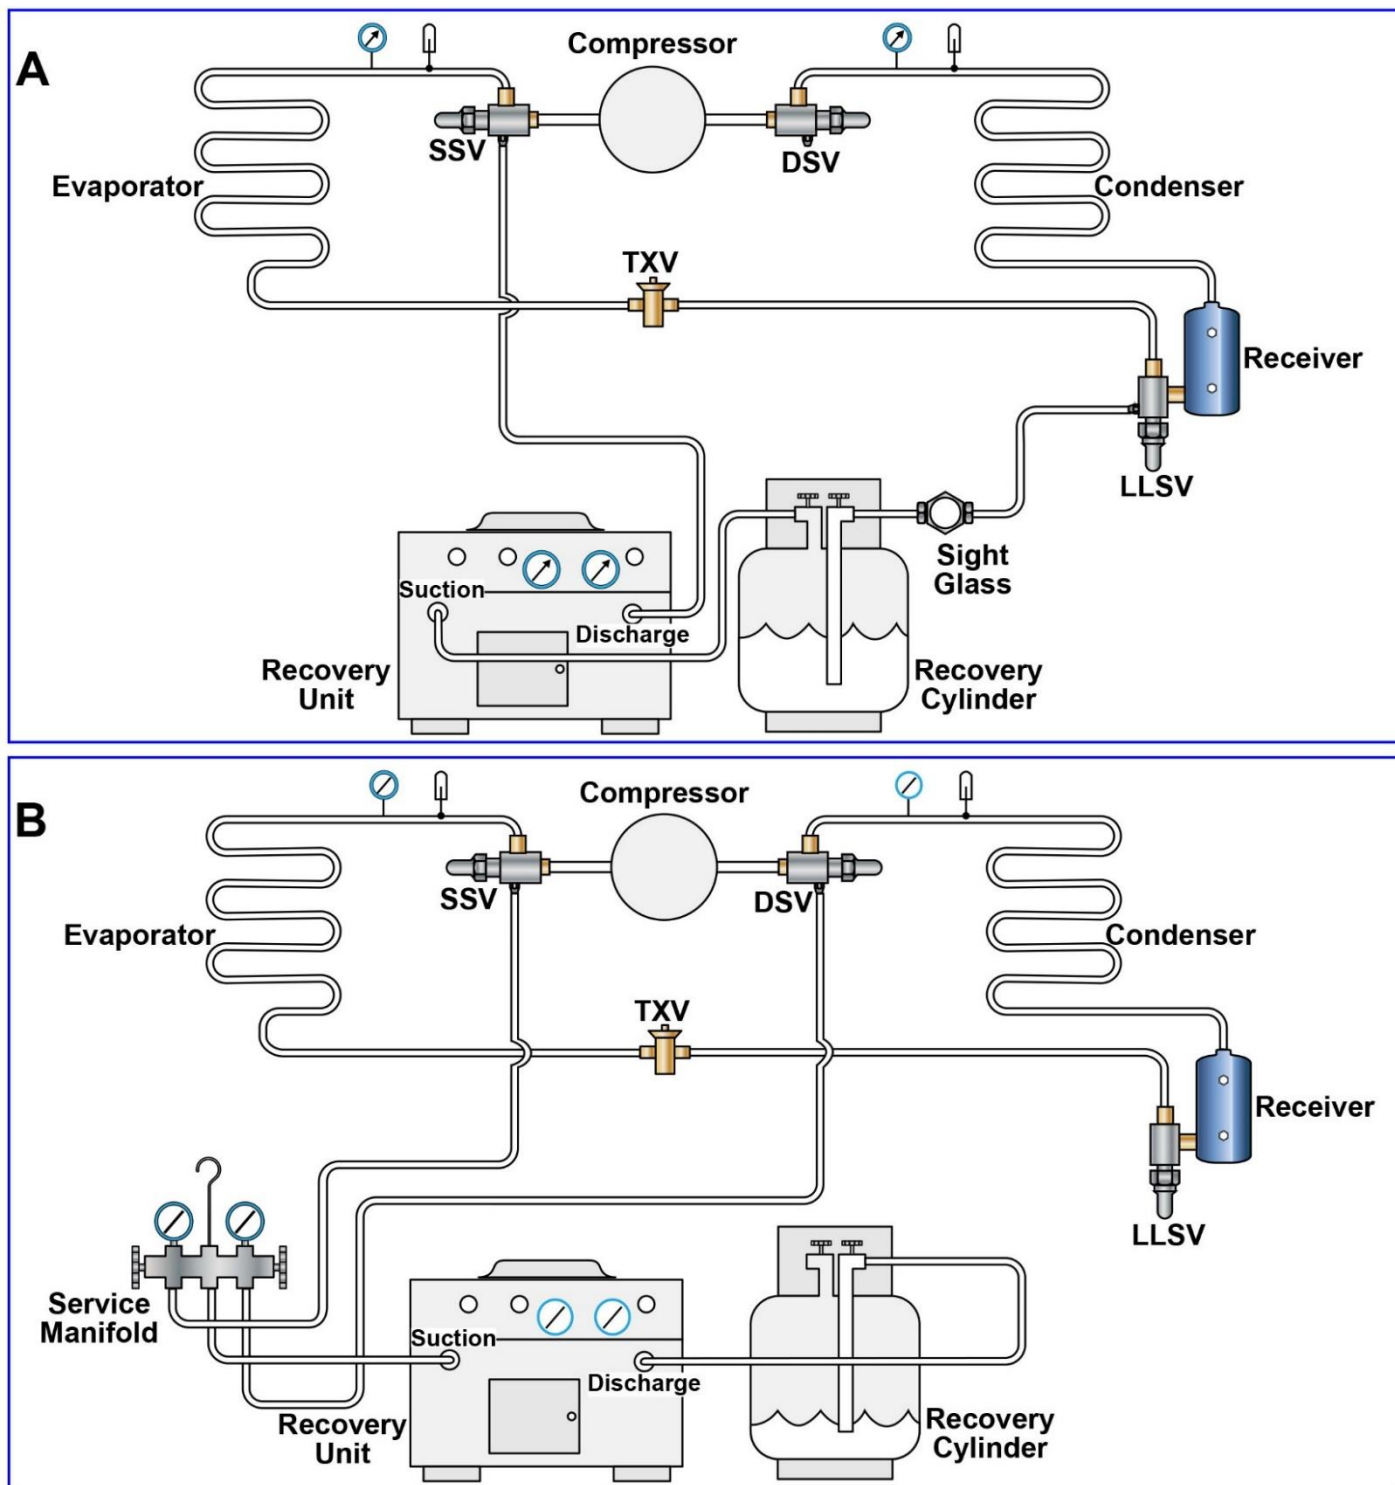 A
Compressor
SSV
DSV
Evaporator
Condenser
TXV
Receiver
LLSV
Sight
Glass
Suction
Discharge
Recovery
Unit
Recovery
Cylinder
B
Compressor
SSV
DSV
Evaporator
Condenser
TXV
Receiver
LLSV
Service
Manifold
Suction
Discharge
Recovery
Unit
Recovery
Cylinder